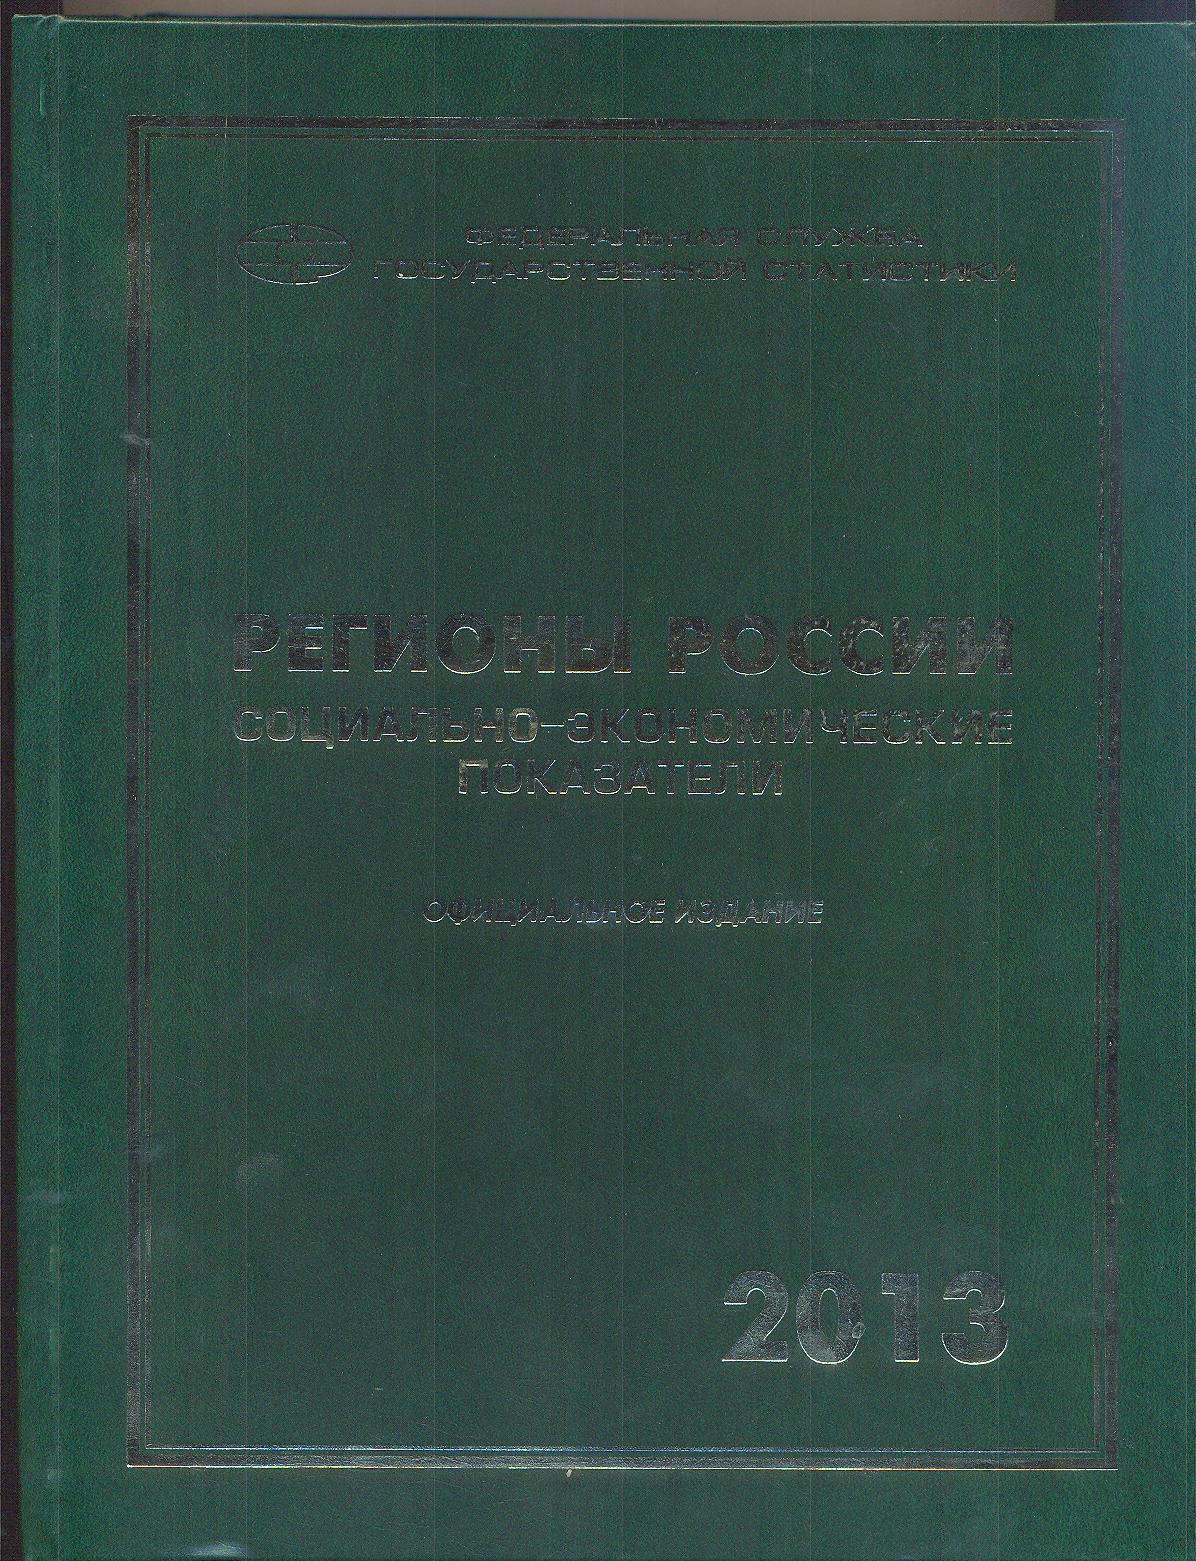 ФЕДЕРАЛЬНАЯ СЛУЖБА
ГОСУДАРСТВЕННОЙ СТАТИСТИКИ
РЕГИОНЫ РОССИИ
СОЦИАЛЬНО-ЭКОНОМИЧЕСКИЕ
ПОКАЗАТЕЛИ
ОФИЦИАЛЬНОЕ ИЗДАНИЕ
2013